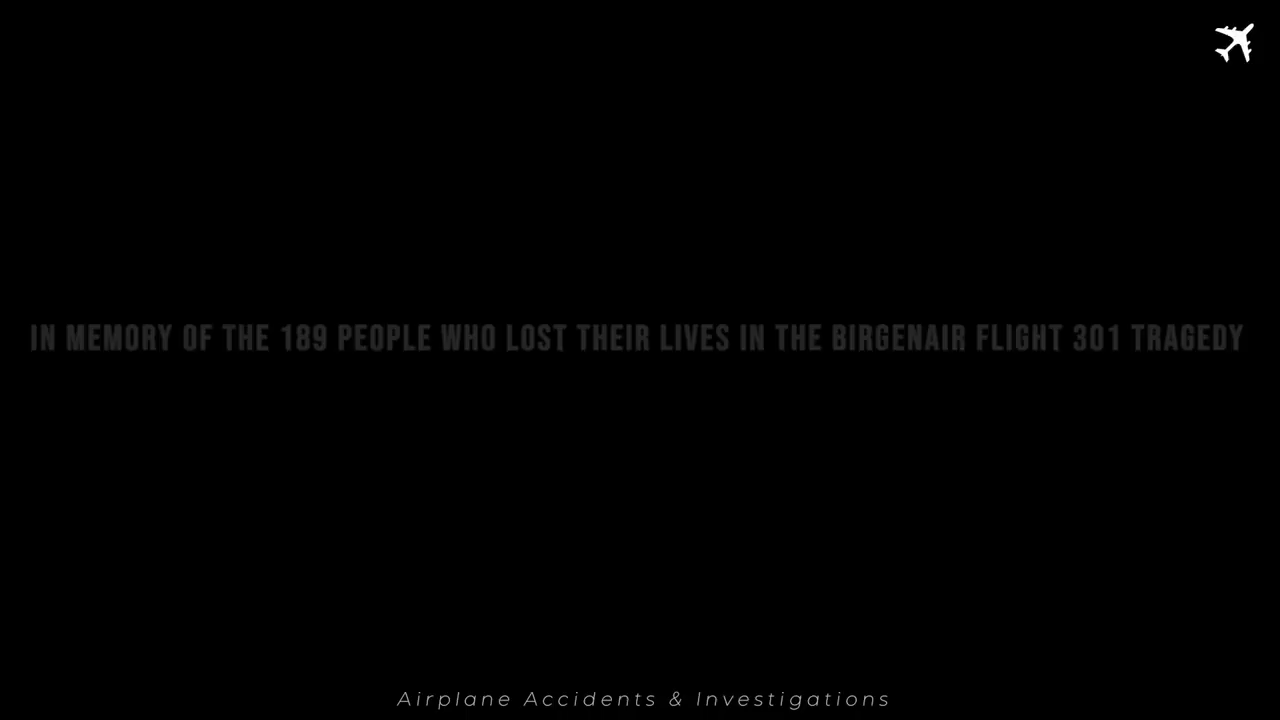 IN MEMORY OF THE 189 PEOPLE WHO LOST THEIR LIVES IN THE BIRGENAIR FLIGHT 301 TRAGEDY
Airplane Accidents & Investigations